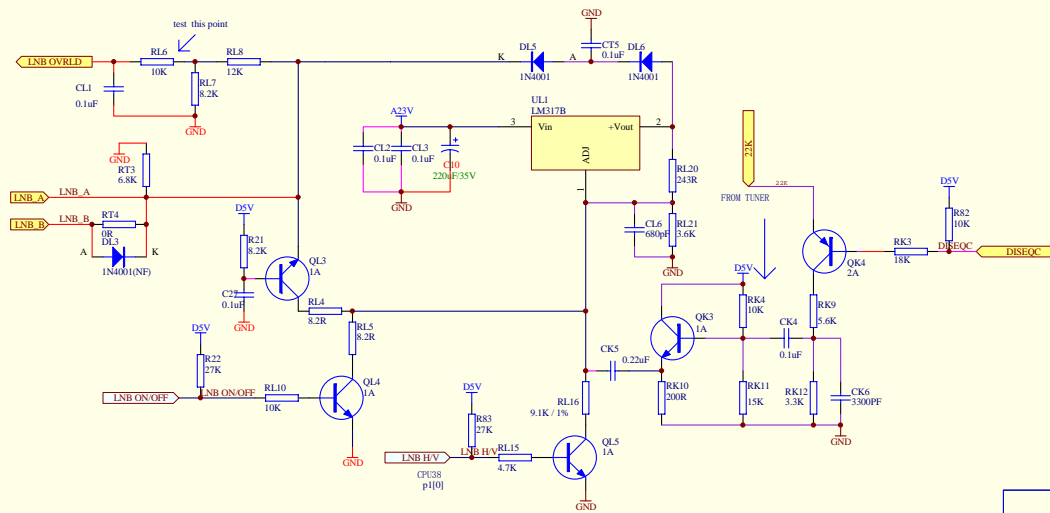 test this point
GND
LNB OVRLD
RL6
10K
RL8
12K
K
DL5
1N4001
A
CT5
0.1uF
DL6
1N4001
CL1
0.1uF
RL7
8.2K
GND
UL1
LM317B
A23V
3
Vin
+Vout
2
ADJ
1
CL2
0.1uF
CL3
0.1uF
+
C10
220uF/35V
GND
GND
RT3
6.8K
RL20
243R
22K
22K
FROM TUNER
LNB_A
LNB_A
LNB_B
LNB_B
RT4
0R
DL3
A
K
1N4001(NF)
D5V
R21
8.2K
QL3
1A
CL6
680pF
RL21
3.6K
GND
D5V
R82
10K
DISEQC
DISEQC
RK3
18K
QK4
2A
C27
0.1uF
GND
RL4
8.2R
RL5
8.2R
D5V
RK4
10K
RK9
5.6K
QK3
1A
CK4
0.1uF
D5V
R22
27K
LNB ON/OFF
LNB ON/OFF
RL10
10K
QL4
1A
GND
CK5
0.22uF
RK10
200R
RK11
15K
RK12
3.3K
CK6
3300PF
GND
D5V
R83
27K
RL16
9.1K / 1%
LNB H/V
LNB H/V
RL15
4.7K
QL5
1A
CPU38
p1[0]
GND